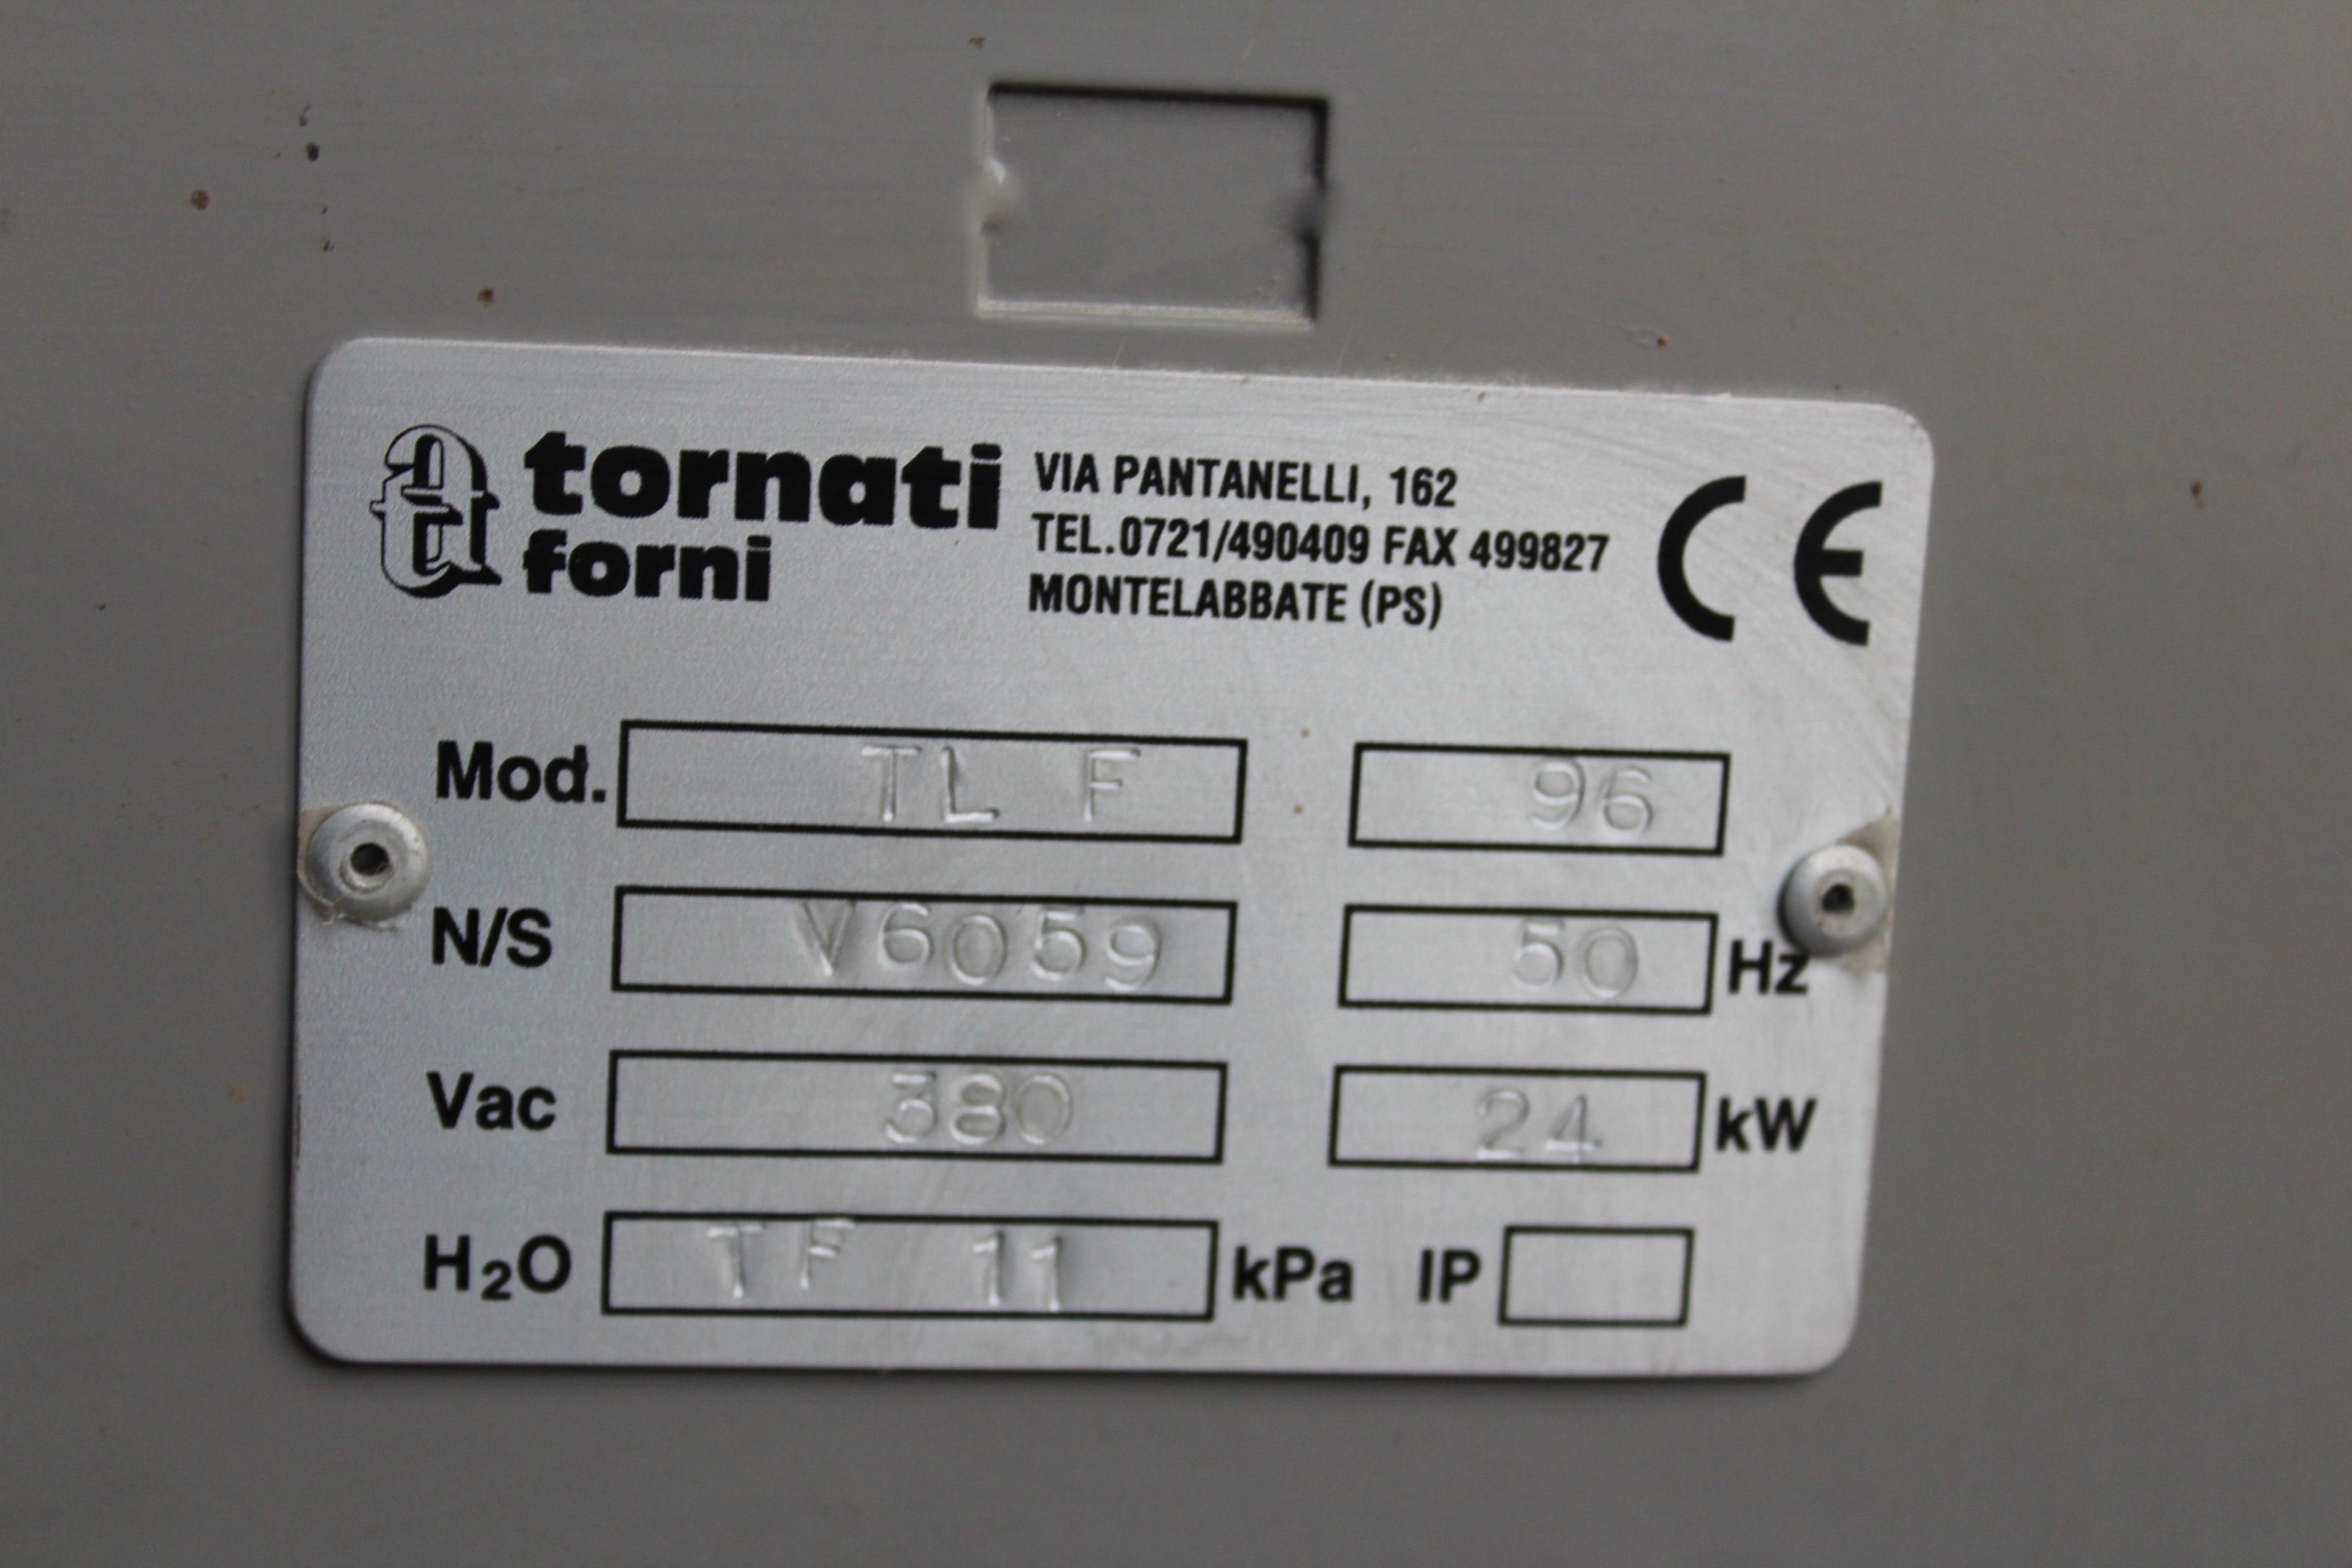 tornati
forni
VIA PANTANELLI, 162
TEL.0721/490409 FAX 499827
MONTELABBATE (PS)
CE
Mod. TL F 96
N/S V6059 50 Hz
Vac 380 24 kW
H₂O TF 11 kPa IP